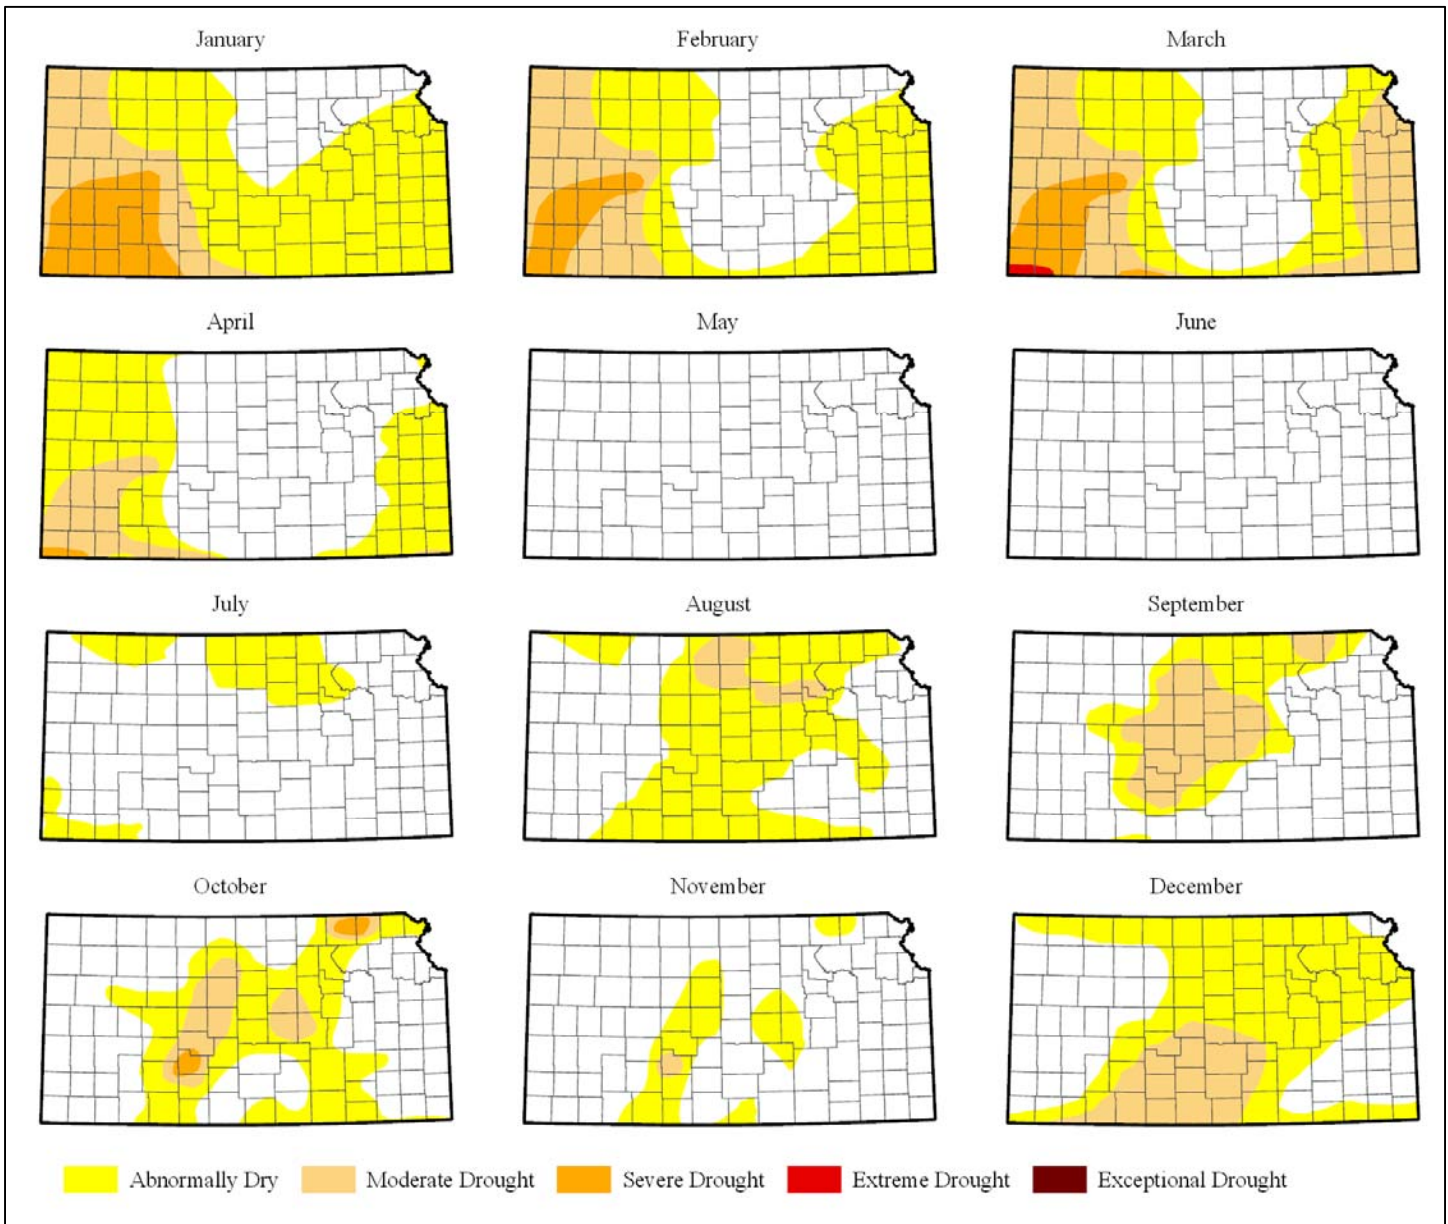 January February March
April May June
July August September
October November December
Abnormally Dry Moderate Drought Severe Drought Extreme Drought Exceptional Drought